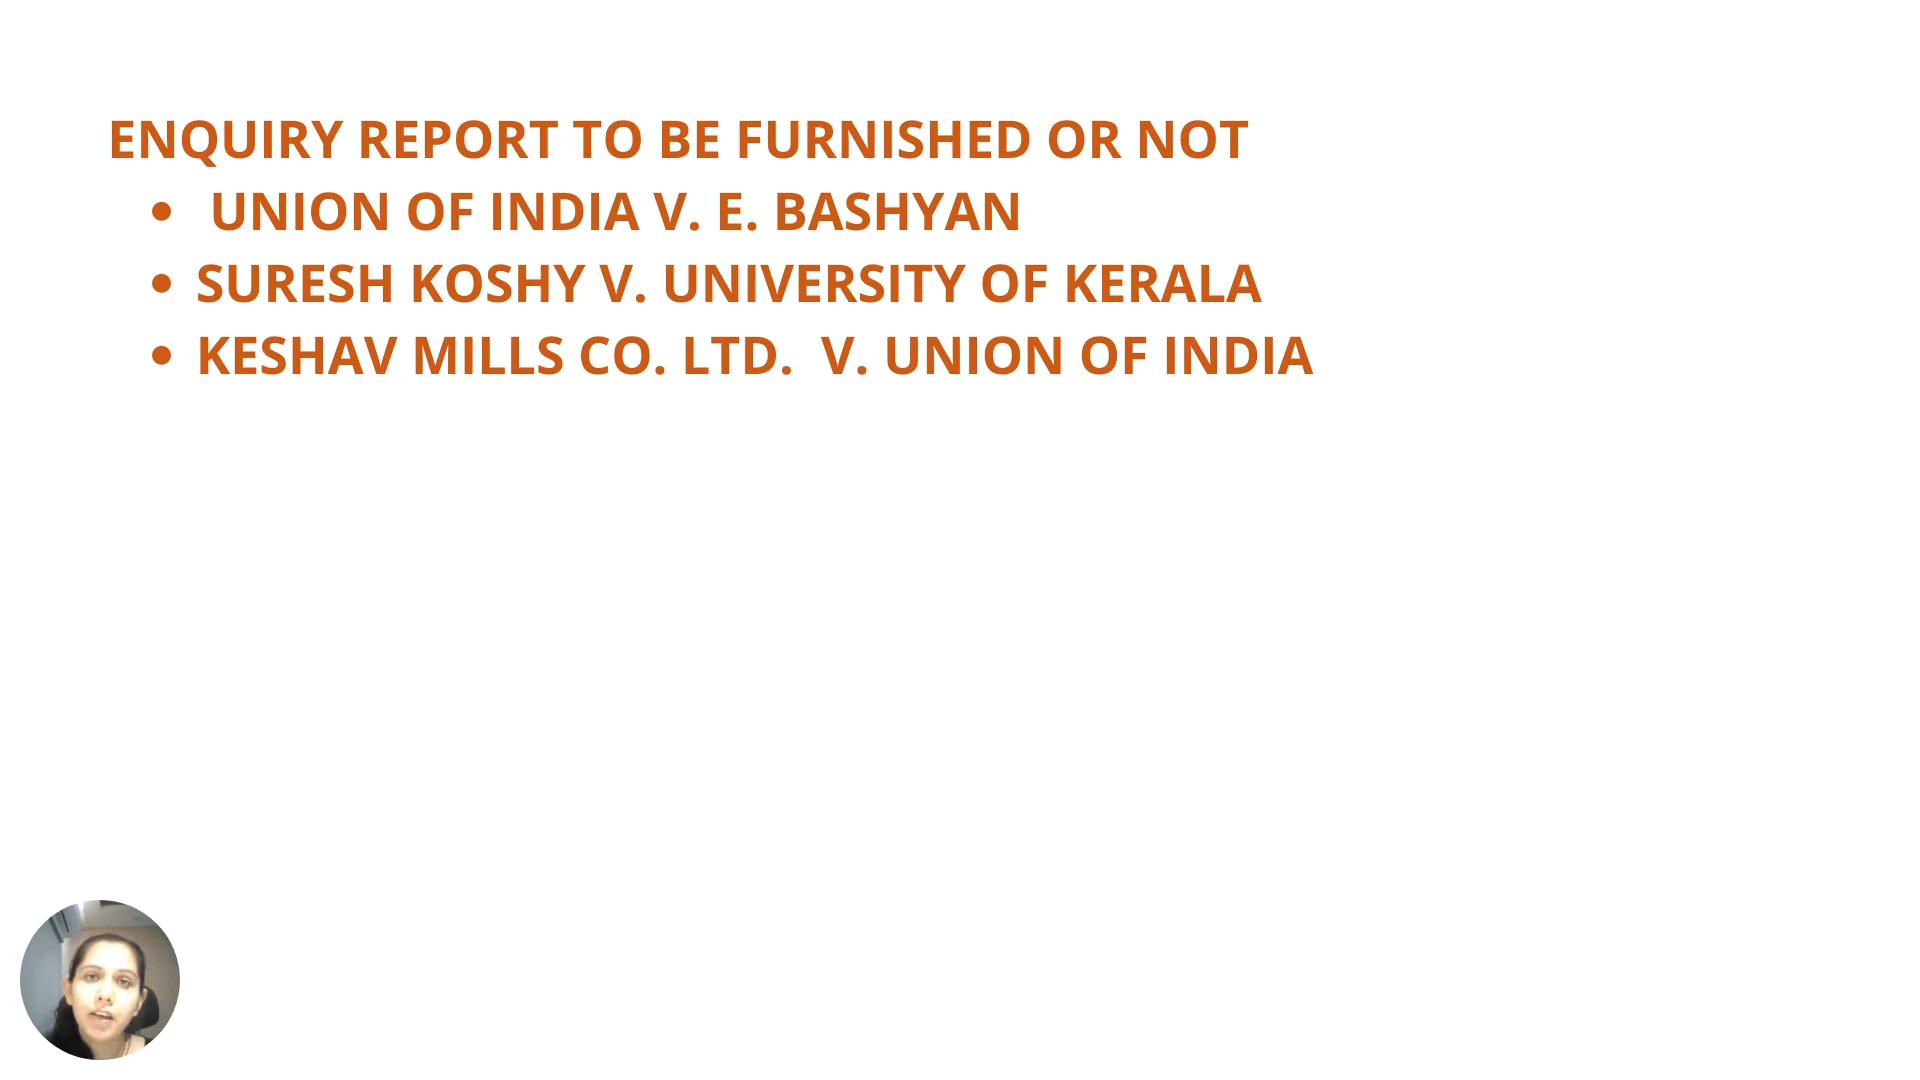 ENQUIRY REPORT TO BE FURNISHED OR NOT
• UNION OF INDIA V. E. BASHYAN
• SURESH KOSHY V. UNIVERSITY OF KERALA
• KESHAV MILLS CO. LTD. V. UNION OF INDIA